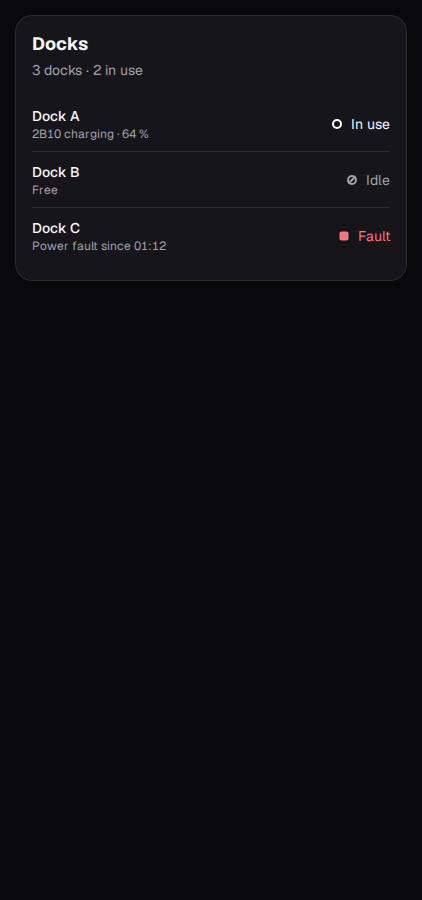 Docks
3 docks · 2 in use
Dock A
2B10 charging · 64 %
In use
Dock B
Free
Idle
Dock C
Power fault since 01:12
Fault